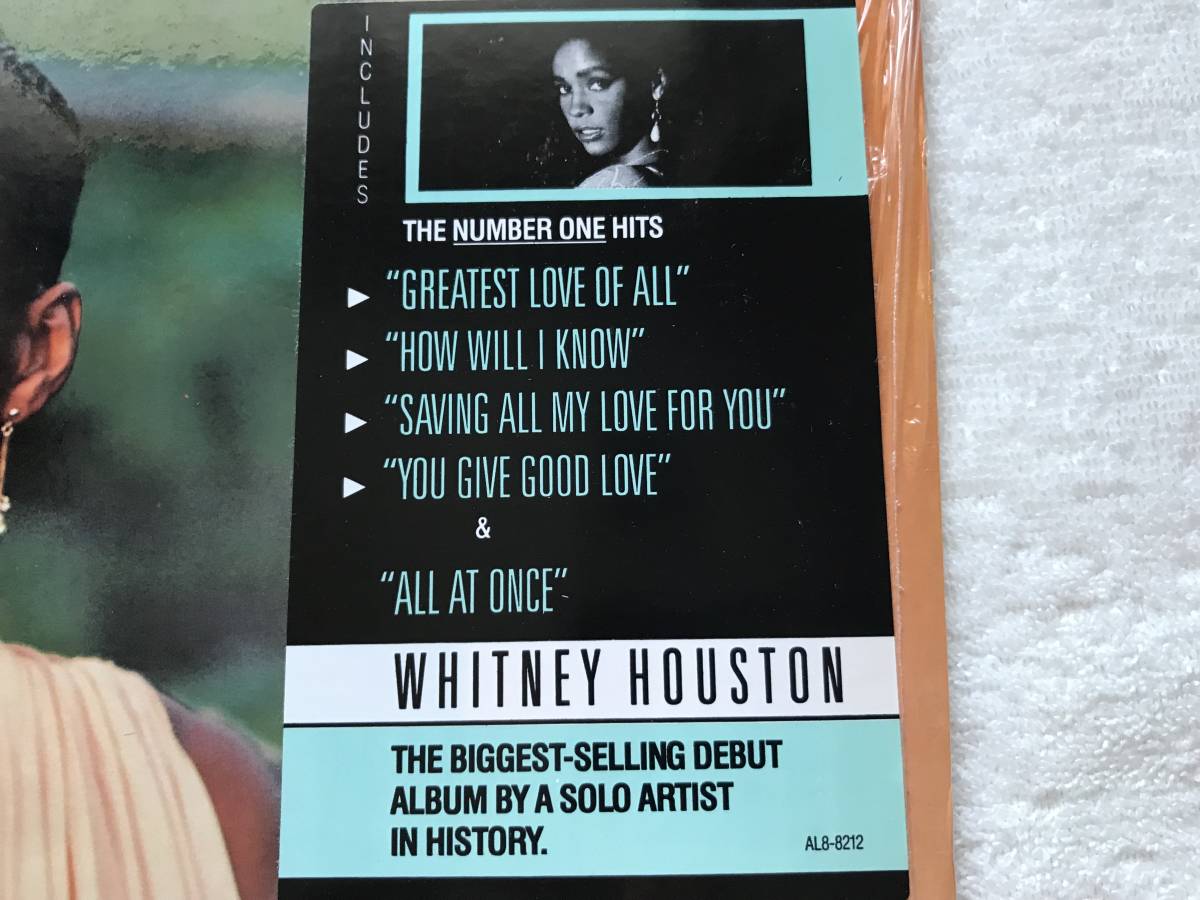 INCLUDES
THE NUMBER ONE HITS
“GREATEST LOVE OF ALL”
“HOW WILL I KNOW”
“SAVING ALL MY LOVE FOR YOU”
“YOU GIVE GOOD LOVE”
&
“ALL AT ONCE”
WHITNEY HOUSTON
THE BIGGEST-SELLING DEBUT
ALBUM BY A SOLO ARTIST
IN HISTORY.
AL8-8212